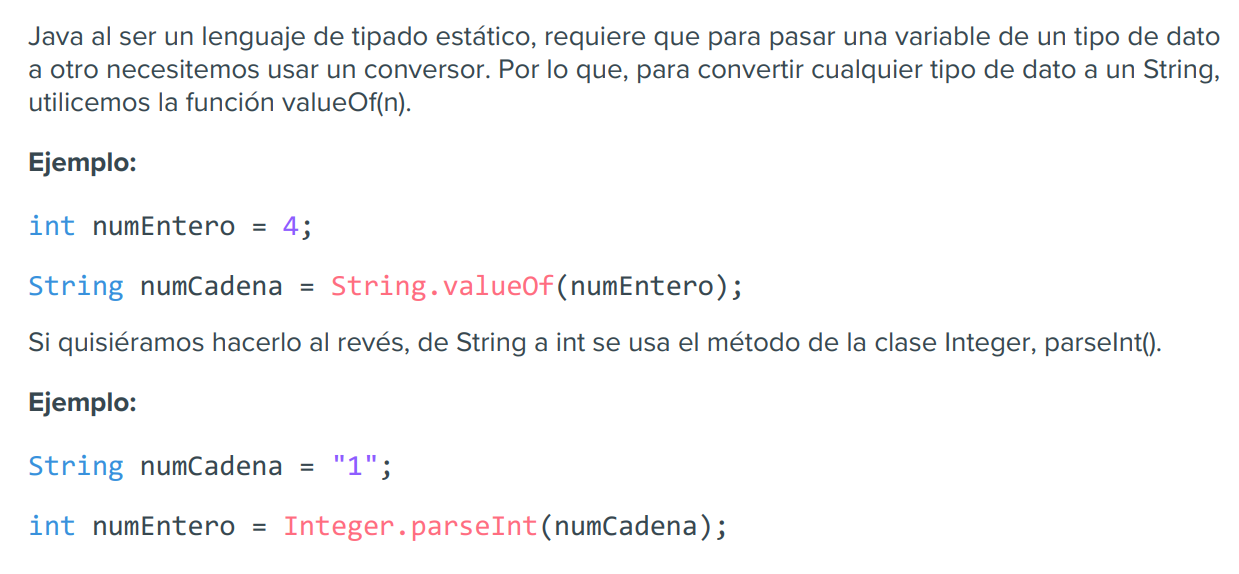 Java al ser un lenguaje de tipado estático, requiere que para pasar una variable de un tipo de dato
a otro necesitemos usar un conversor. Por lo que, para convertir cualquier tipo de dato a un String,
utilicemos la función valueOf(n).
Ejemplo:
int numEntero = 4;
String numCadena = String.valueOf(numEntero);
Si quisiéramos hacerlo al revés, de String a int se usa el método de la clase Integer, parseInt().
Ejemplo:
String numCadena = "1";
int numEntero = Integer.parseInt(numCadena);